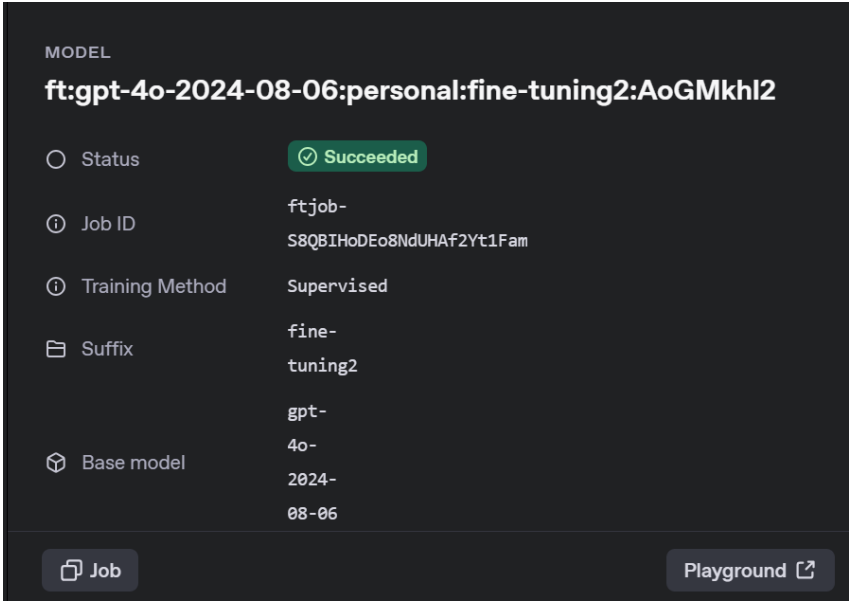 MODEL
ft:gpt-4o-2024-08-06:personal:fine-tuning2:AoGMkhI2
Status
Succeeded
Job ID
ftjob-
S8QBIHoDEo8NdUHAf2Yt1Fam
Training Method
Supervised
Suffix
fine-
tuning2
Base model
gpt-
4o-
2024-
08-06
Job
Playground